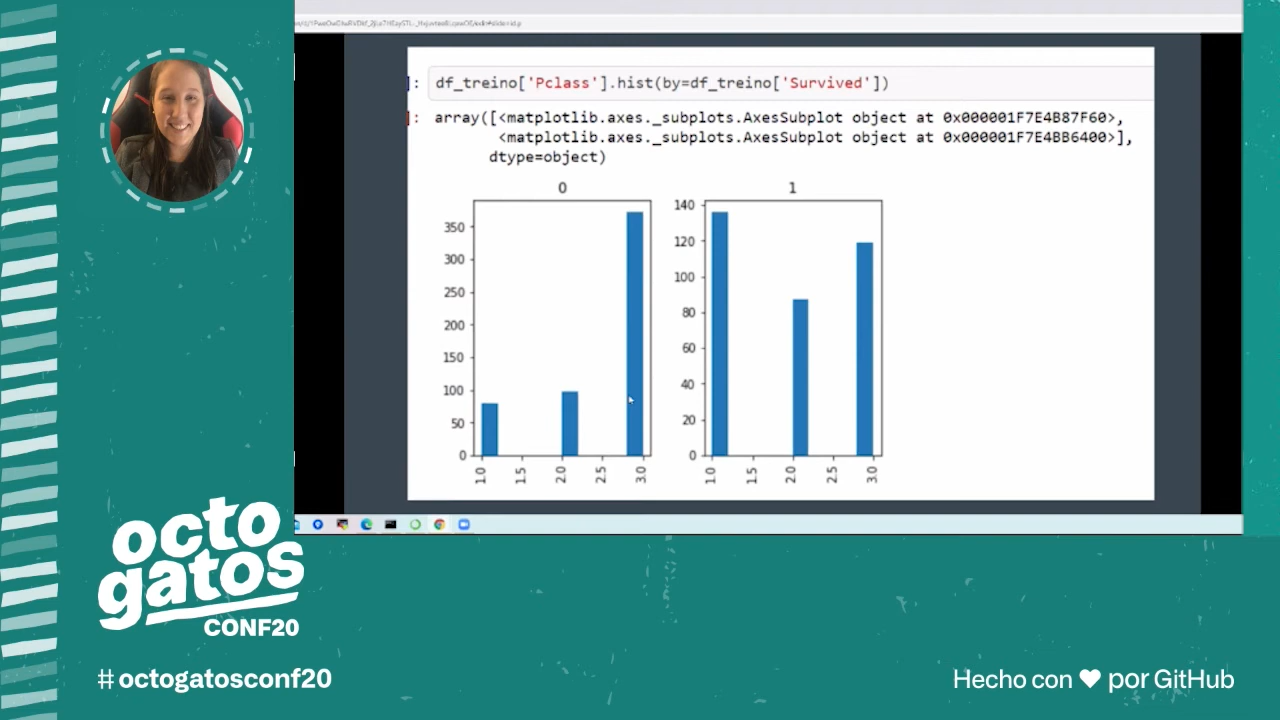 ]: df_treino['Pclass'].hist(by=df_treino['Survived'])
]: array([<matplotlib.axes._subplots.AxesSubplot object at 0x000001F7E4B87F60>,
<matplotlib.axes._subplots.AxesSubplot object at 0x000001F7E4BB6400>],
dtype=object)
0
350
300
250
200
150
100
50
0
1.0 1.5 2.0 2.5 3.0
1
140
120
100
80
60
40
20
0
1.0 1.5 2.0 2.5 3.0
octo
gatos
CONF20
#octogatosconf20
Hecho con ♥ por GitHub